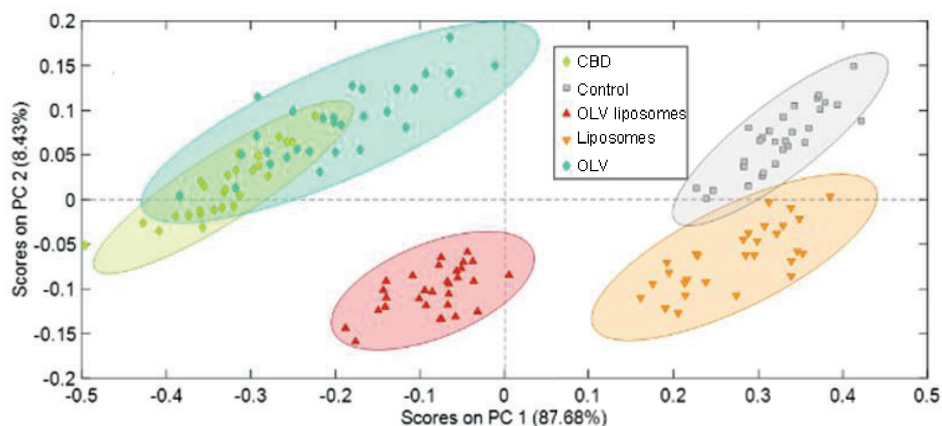 0.2
0.15
0.1
0.05
0
-0.05
-0.1
-0.15
-0.2
Scores on PC 2 (8.43%)
CBD
Control
OLV liposomes
Liposomes
OLV
-0.5
-0.4
-0.3
-0.2
-0.1
0
0.1
0.2
0.3
0.4
0.5
Scores on PC 1 (87.68%)